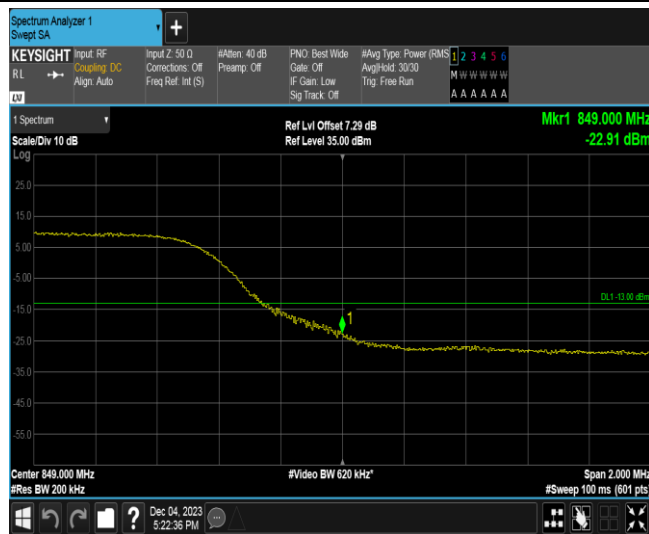 Spectrum Analyzer 1
Swept SA
+
KEYSIGHT
RL
LXI
Input: RF
Coupling: DC
Align: Auto
Input Z: 50 Ω
Corrections: Off
Freq Ref: Int (S)
#Atten: 40 dB
Preamp: Off
PNO: Best Wide
Gate: Off
IF Gain: Low
Sig Track: Off
#Avg Type: Power (RMS
Avg|Hold: 30/30
Trig: Free Run
1 2 3 4 5 6
M W W W W W
A A A A A A
1 Spectrum
Scale/Div 10 dB
Log
Ref Lvl Offset 7.29 dB
Ref Level 35.00 dBm
Mkr1 849.000 MHz
-22.91 dBm
25.0
15.0
5.00
-5.00
DL1 -13.00 dBm
-15.0
1
-25.0
-35.0
-45.0
-55.0
Center 849.000 MHz
#Video BW 620 kHz*
Span 2.000 MHz
#Res BW 200 kHz
#Sweep 100 ms (601 pts)
?
Dec 04, 2023
5:22:36 PM